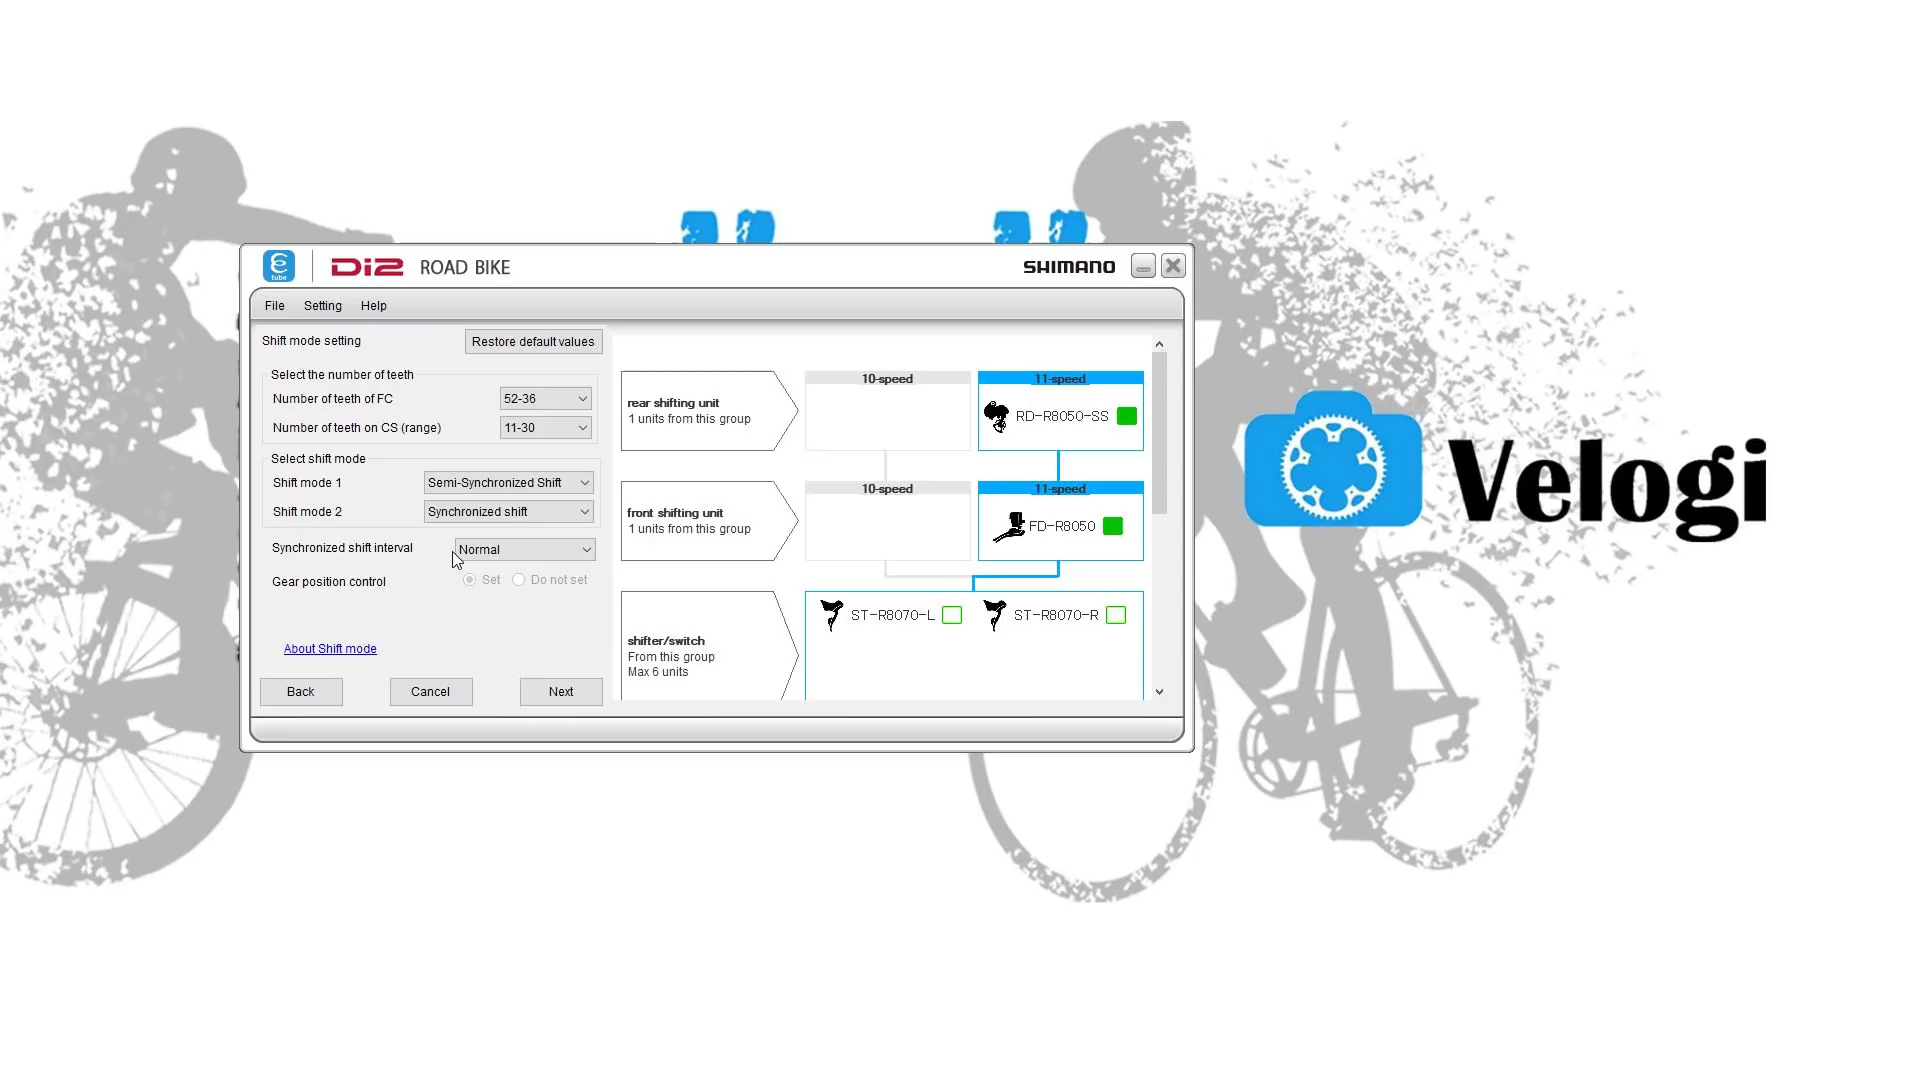 e
tube
Di2 ROAD BIKE
SHIMANO
File Setting Help
Shift mode setting
Restore default values
Select the number of teeth
Number of teeth of FC
52-36
Number of teeth on CS (range)
11-30
Select shift mode
Shift mode 1
Semi-Synchronized Shift
Shift mode 2
Synchronized shift
Synchronized shift interval
Normal
Gear position control
Set Do not set
About Shift mode
Back Cancel Next
rear shifting unit
1 units from this group
10-speed
11-speed
RD-R8050-SS
front shifting unit
1 units from this group
10-speed
11-speed
FD-R8050
shifter/switch
From this group
Max 6 units
ST-R8070-L
ST-R8070-R
Velogi